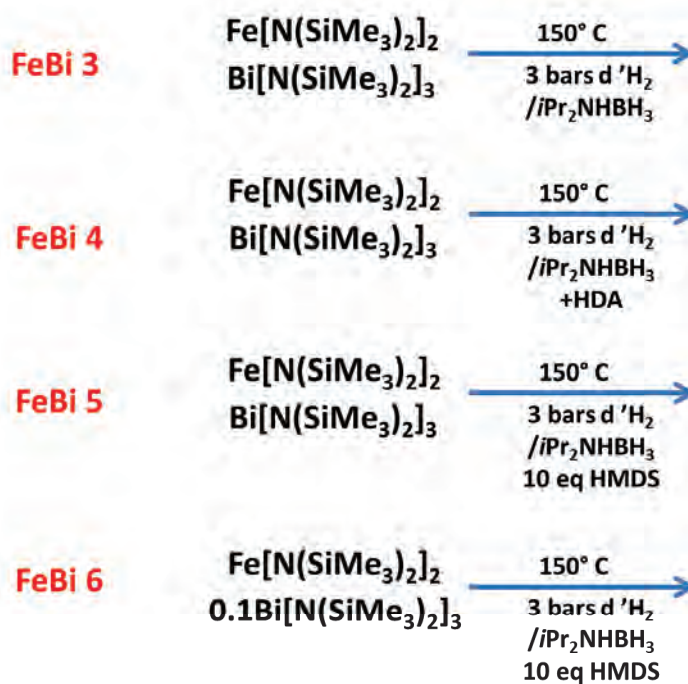 FeBi 3
Fe[N(SiMe₃)₂]₂
Bi[N(SiMe₃)₂]₃
150° C
3 bars d 'H₂
/iPr₂NHBH₃
FeBi 4
Fe[N(SiMe₃)₂]₂
Bi[N(SiMe₃)₂]₃
150° C
3 bars d 'H₂
/iPr₂NHBH₃
+HDA
FeBi 5
Fe[N(SiMe₃)₂]₂
Bi[N(SiMe₃)₂]₃
150° C
3 bars d 'H₂
/iPr₂NHBH₃
10 eq HMDS
FeBi 6
Fe[N(SiMe₃)₂]₂
0.1Bi[N(SiMe₃)₂]₃
150° C
3 bars d 'H₂
/iPr₂NHBH₃
10 eq HMDS